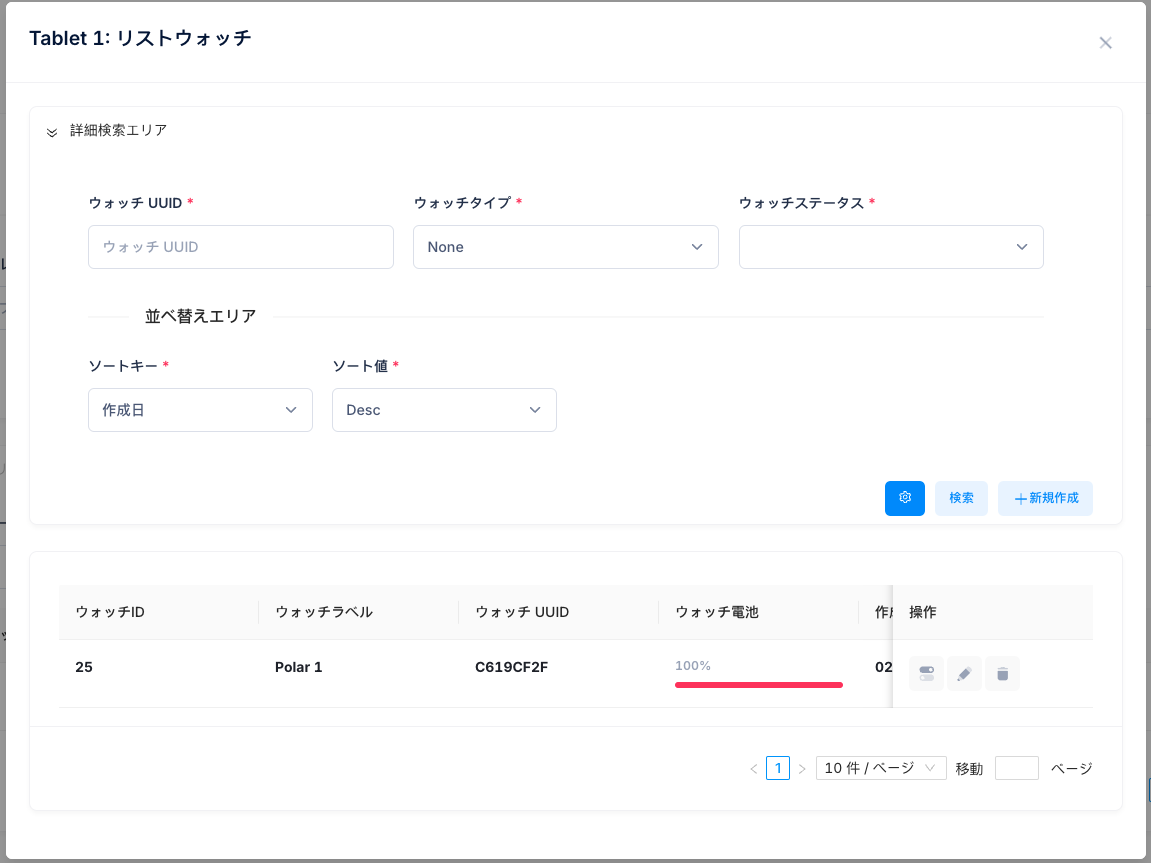 Tablet 1: リストウォッチ
詳細検索エリア
ウォッチ UUID * ウォッチタイプ * ウォッチステータス *
ウォッチ UUID None
並べ替えエリア
ソートキー * ソート値 *
作成日 Desc
検索 +新規作成
ウォッチID ウォッチラベル ウォッチ UUID ウォッチ電池 作 操作
25 Polar 1 C619CF2F 100% 02
< 1 > 10 件 / ページ 移動 ページ